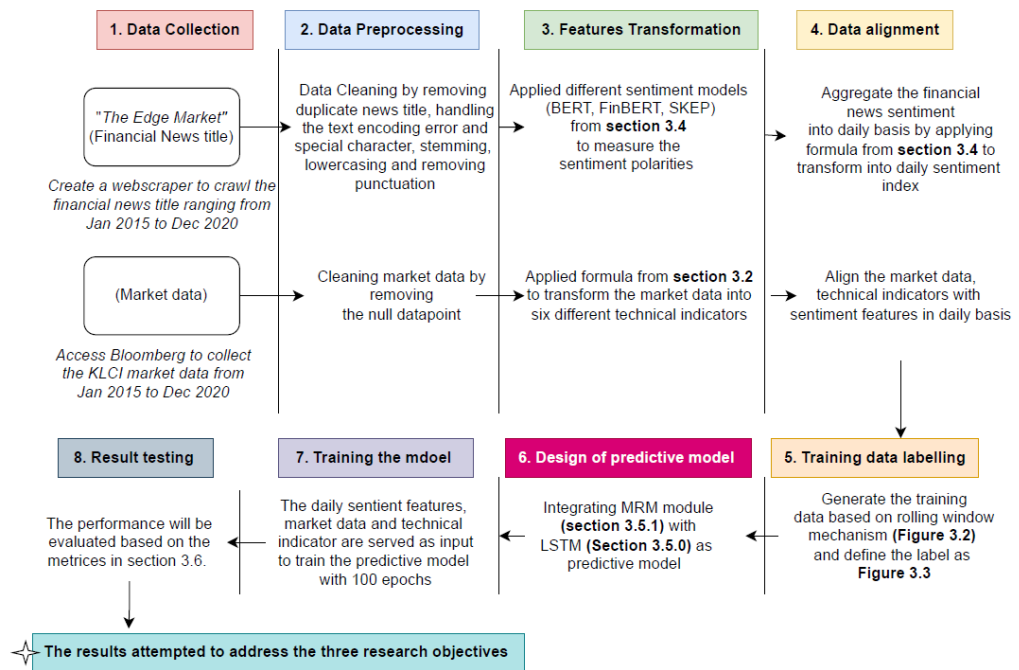 1. Data Collection
2. Data Preprocessing
3. Features Transformation
4. Data alignment
"The Edge Market"
(Financial News title)
Create a webscraper to crawl the
financial news title ranging from
Jan 2015 to Dec 2020
Data Cleaning by removing
duplicate news title, handling
the text encoding error and
special character, stemming,
lowercasing and removing
punctuation
Applied different sentiment models
(BERT, FinBERT, SKEP)
from section 3.4
to measure the
sentiment polarities
Aggregate the financial
news sentiment
into daily basis by applying
formula from section 3.4 to
transform into daily sentiment
index
(Market data)
Access Bloomberg to collect
the KLCI market data from
Jan 2015 to Dec 2020
Cleaning market data by
removing
the null datapoint
Applied formula from section 3.2
to transform the market data into
six different technical indicators
Align the market data,
technical indicators with
sentiment features in daily basis
8. Result testing
7. Training the mdoel
6. Design of predictive model
5. Training data labelling
The performance will be
evaluated based on the
metrices in section 3.6.
The daily sentient features,
market data and technical
indicator are served as input
to train the predictive model
with 100 epochs
Integrating MRM module
(section 3.5.1) with
LSTM (Section 3.5.0) as
predictive model
Generate the training
data based on rolling window
mechanism (Figure 3.2)
and define the label as
Figure 3.3
The results attempted to address the three research objectives